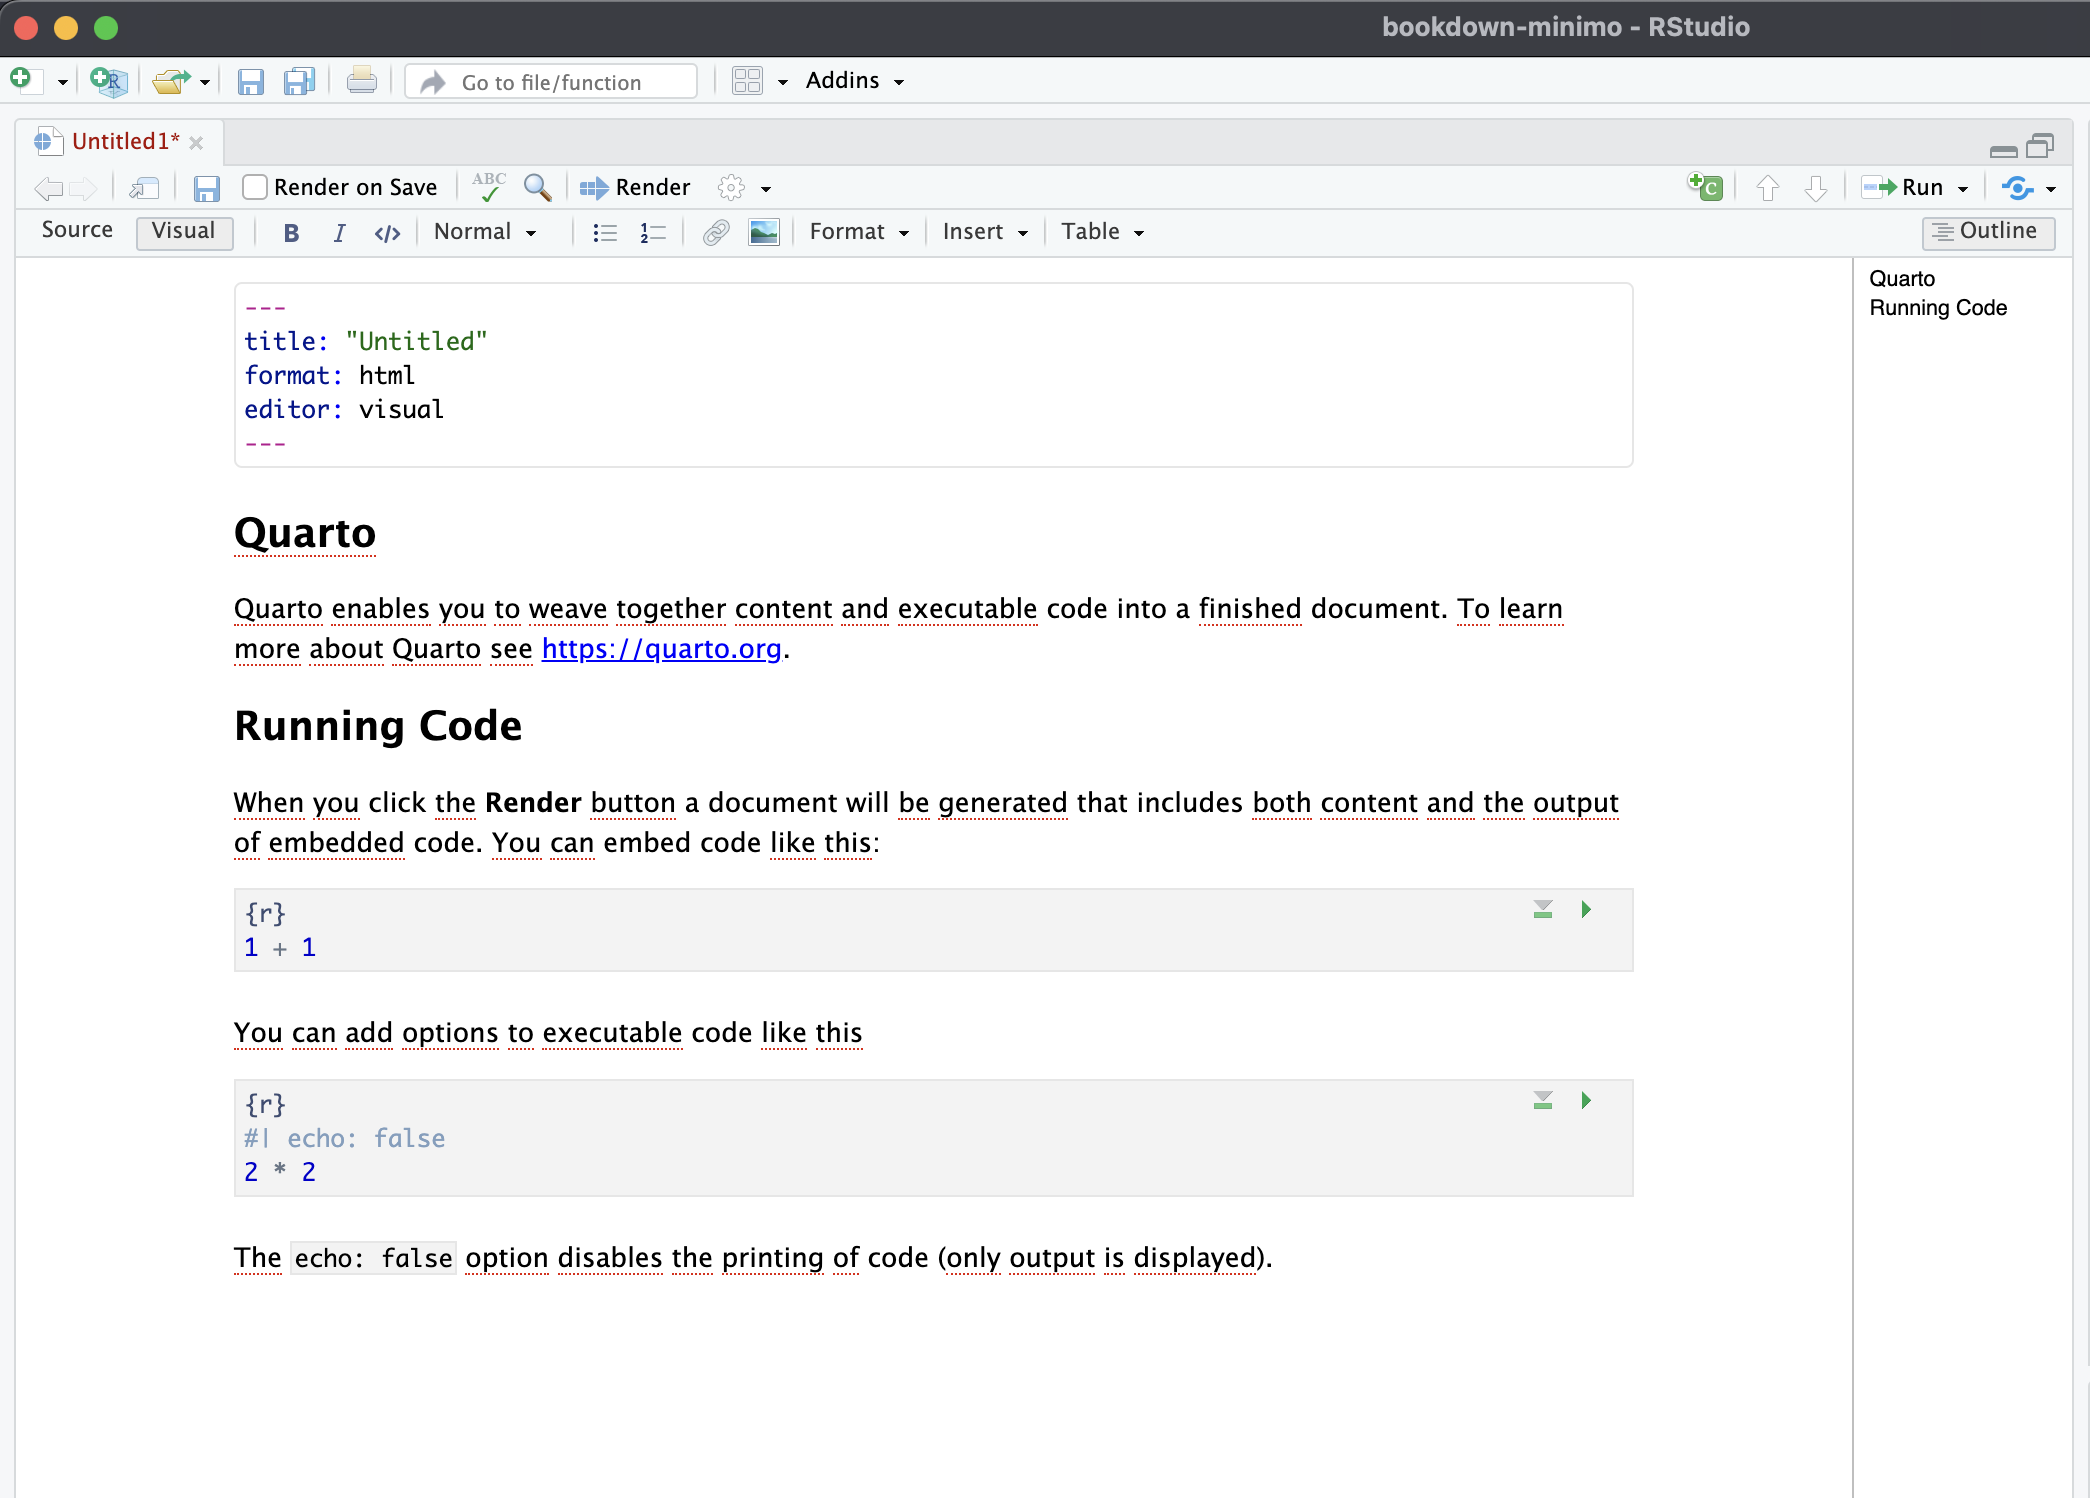 bookdown-minimo - RStudio
Go to file/function
Addins
Untitled1*
Render on Save
ABC
Render
Run
Source
Visual
B
I
</>
Normal
Format
Insert
Table
Outline
---
title: "Untitled"
format: html
editor: visual
---
Quarto
Quarto enables you to weave together content and executable code into a finished document. To learn
more about Quarto see https://quarto.org.
Running Code
When you click the Render button a document will be generated that includes both content and the output
of embedded code. You can embed code like this:
{r}
1 + 1
You can add options to executable code like this
{r}
#| echo: false
2 * 2
The echo: false option disables the printing of code (only output is displayed).
Quarto
Running Code